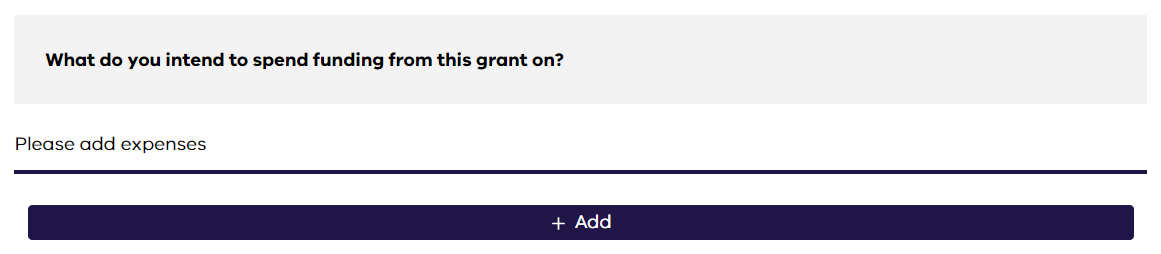 What do you intend to spend funding from this grant on?
Please add expenses
+ Add